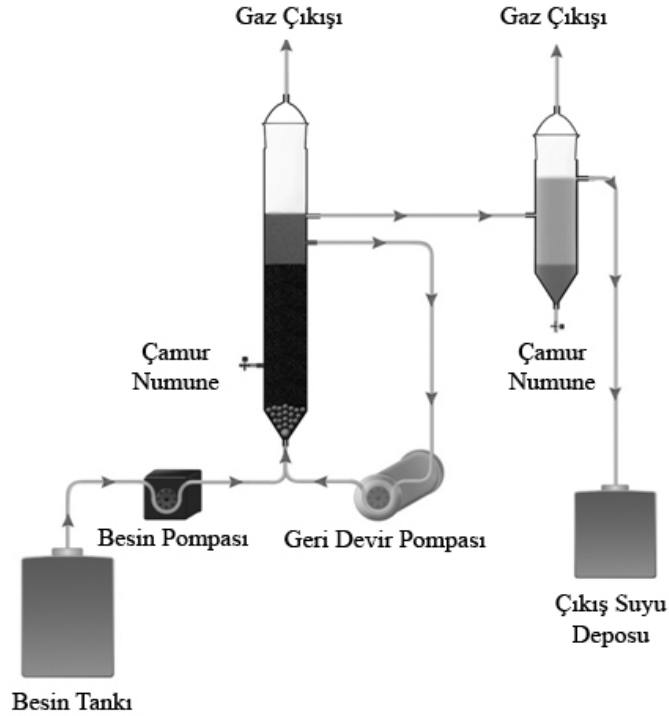 Gaz Çıkışı
Gaz Çıkışı
Çamur
Numune
Çamur
Numune
Besin Pompası
Geri Devir Pompası
Çıkış Suyu
Deposu
Besin Tankı